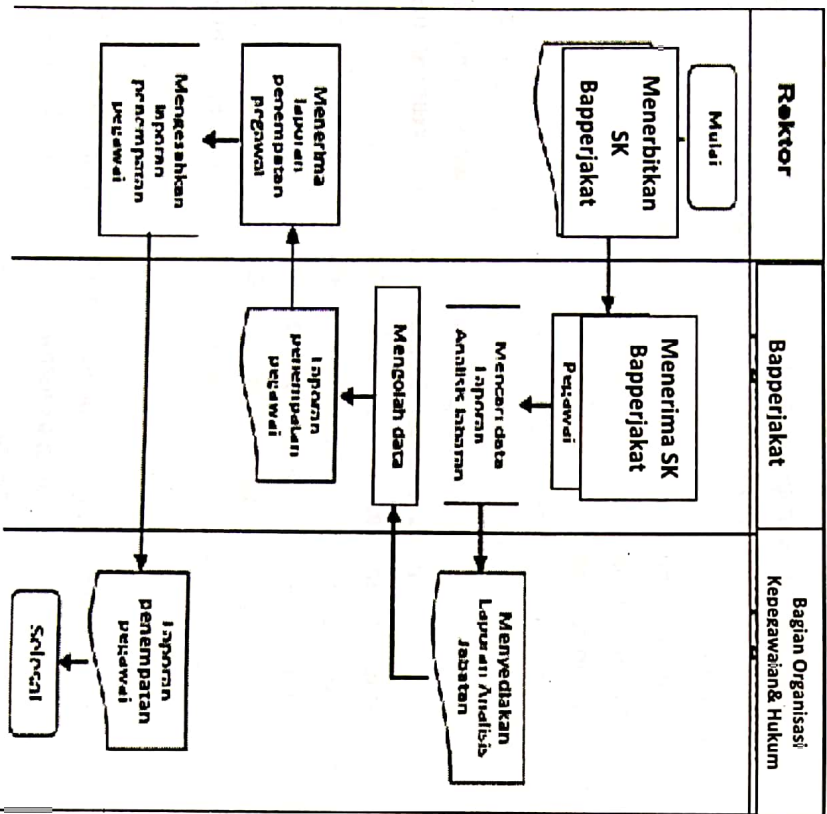 Rektor
Bapperjakat
Bagian Organisasi
Kepegawaian& Hukum
Mulai
Menerbitkan
SK
Bapperjakat
Menerima SK
Bapperjakat
Pegawai
Mencari data
Laporan
Analisis Jabatan
Menyediakan
Laporan Analisis
Jabatan
Mengolah data
Laporan
penempatan
pegawai
Menerima
laporan
penempatan
pegawai
Mengesahkan
laporan
penempatan
pegawai
Laporan
penempatan
pegawai
Selesai